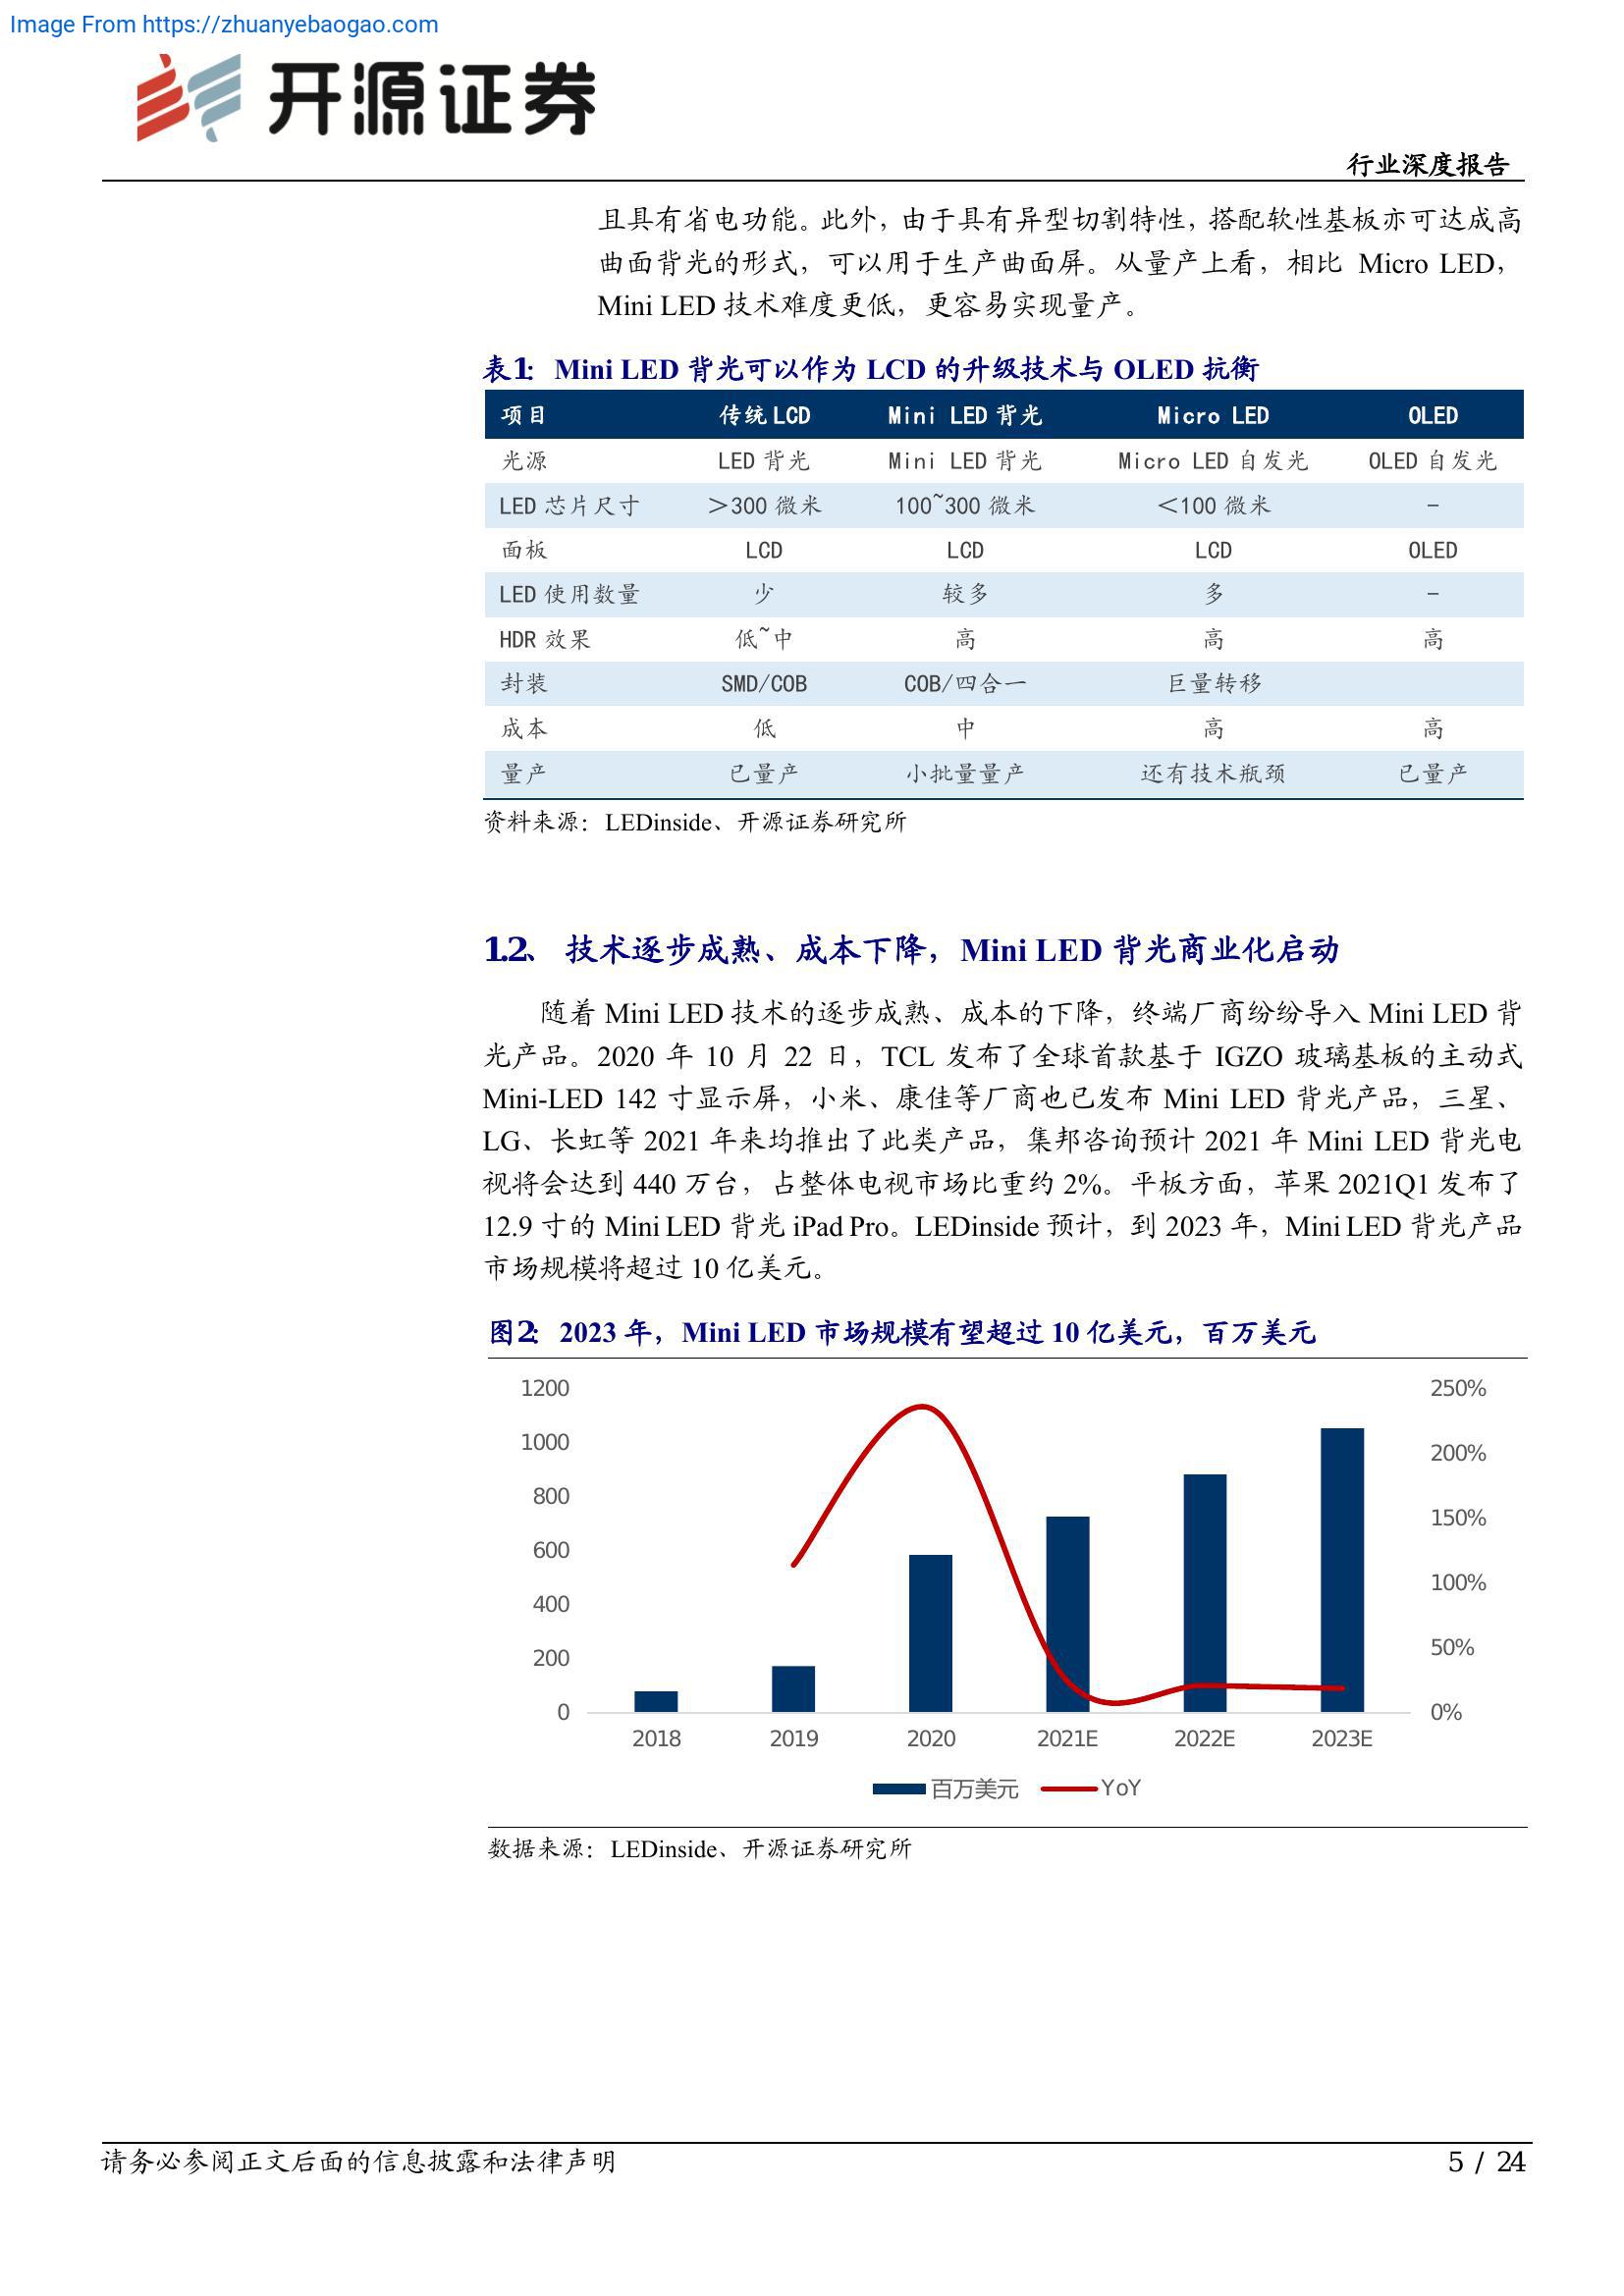 Image From https://zhuanyebaogao.com
开源证券
行业深度报告
且具有省电功能。此外，由于具有异型切割特性，搭配软性基板亦可达成高
曲面背光的形式，可以用于生产曲面屏。从量产上看，相比 Micro LED，
Mini LED 技术难度更低，更容易实现量产。
表1： Mini LED 背光可以作为 LCD 的升级技术与 OLED 抗衡
项目 传统 LCD Mini LED 背光 Micro LED OLED
光源 LED 背光 Mini LED 背光 Micro LED 自发光 OLED 自发光
LED 芯片尺寸 ＞300 微米 100~300 微米 ＜100 微米 -
面板 LCD LCD LCD OLED
LED 使用数量 少 较多 多 -
HDR 效果 低~中 高 高 高
封装 SMD/COB COB/四合一 巨量转移
成本 低 中 高 高
量产 已量产 小批量量产 还有技术瓶颈 已量产
资料来源：LEDinside、开源证券研究所
1.2、 技术逐步成熟、成本下降，Mini LED 背光商业化启动
随着 Mini LED 技术的逐步成熟、成本的下降，终端厂商纷纷导入 Mini LED 背
光产品。2020 年 10 月 22 日，TCL 发布了全球首款基于 IGZO 玻璃基板的主动式
Mini-LED 142 寸显示屏，小米、康佳等厂商也已发布 Mini LED 背光产品，三星、
LG、长虹等 2021 年来均推出了此类产品，集邦咨询预计 2021 年 Mini LED 背光电
视将会达到 440 万台，占整体电视市场比重约 2%。平板方面，苹果 2021Q1 发布了
12.9 寸的 Mini LED 背光 iPad Pro。LEDinside 预计，到 2023 年，Mini LED 背光产品
市场规模将超过 10 亿美元。
图2： 2023 年，Mini LED 市场规模有望超过 10 亿美元，百万美元
1200 250%
1000 200%
800 150%
600 100%
400 50%
200 0%
0
2018 2019 2020 2021E 2022E 2023E
百万美元 YoY
数据来源：LEDinside、开源证券研究所
请务必参阅正文后面的信息披露和法律声明 5 / 24